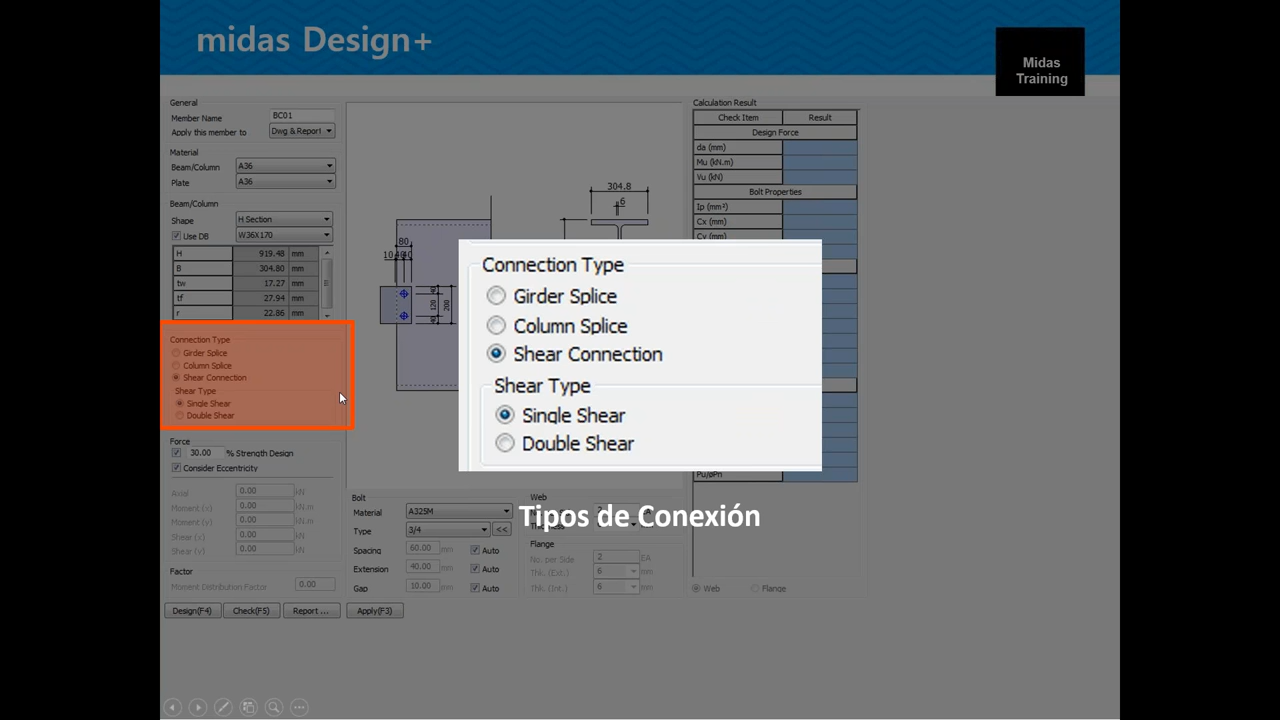 midas Design+
Midas
Training
General
Member Name BC01
Apply this member to Dwg & Report
Material
Beam/Column A36
Plate A36
Beam/Column
Shape H Section
Use DB W36X170
H 919.48 mm
B 304.80 mm
tw 17.27 mm
tf 27.94 mm
r 22.86 mm
Connection Type
Girder Splice
Column Splice
Shear Connection
Shear Type
Single Shear
Double Shear
Force
30.00 % Strength Design
Consider Eccentricity
Axial 0.00 kN
Moment (x) 0.00 kN.m
Moment (y) 0.00 kN.m
Shear (x) 0.00 kN
Shear (y) 0.00 kN
Factor
Moment Distribution Factor 0.00
Design(F4) Check(F5) Report ... Apply(F3)
304.8
6
80
10 40 40
40
120
200
40
Connection Type
Girder Splice
Column Splice
Shear Connection
Shear Type
Single Shear
Double Shear
Tipos de Conexión
Bolt
Material A325M
Type 3/4 <<
Spacing 60.00 mm Auto
Extension 40.00 mm Auto
Gap 10.00 mm Auto
Web
Flange
No. per Side 2 EA
Thk. (Ext.) 6 mm
Thk. (Int.) 6 mm
Calculation Result
Check Item Result
Design Force
da (mm)
Mu (kN.m)
Vu (kN)
Bolt Properties
Ip (mm²)
Cx (mm)
Cy (mm)
Pu/øPn
Web Flange